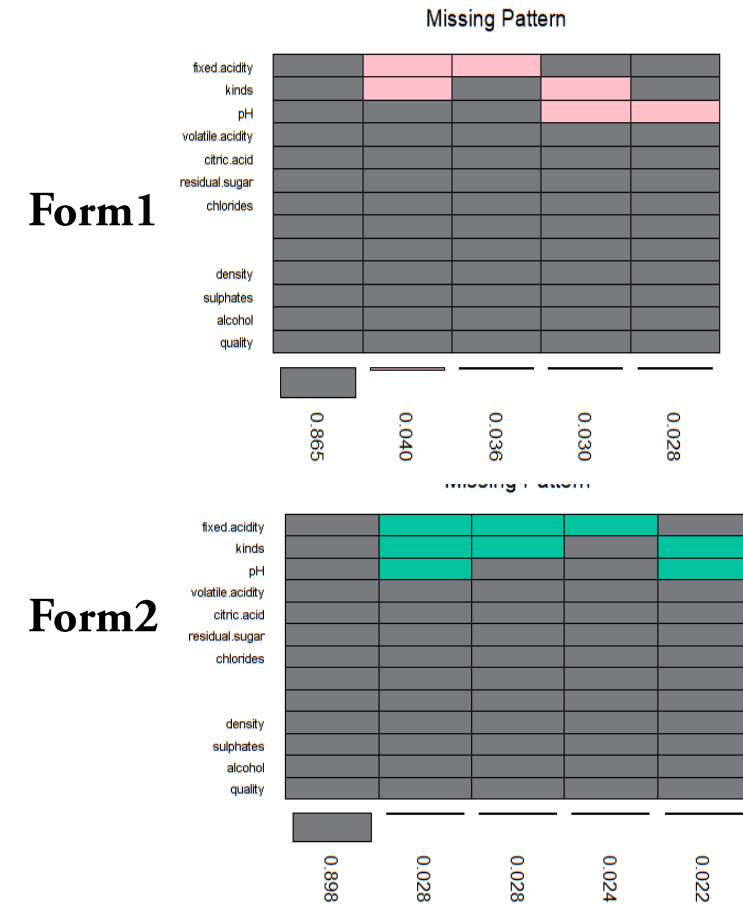 Missing Pattern
fixed.acidity
kinds
pH
volatile.acidity
citric.acid
residual.sugar
chlorides
density
sulphates
alcohol
quality
Form1
0.865 0.040 0.036 0.030 0.028
Missing Pattern
fixed.acidity
kinds
pH
volatile.acidity
citric.acid
residual.sugar
chlorides
density
sulphates
alcohol
quality
Form2
0.898 0.028 0.028 0.024 0.022